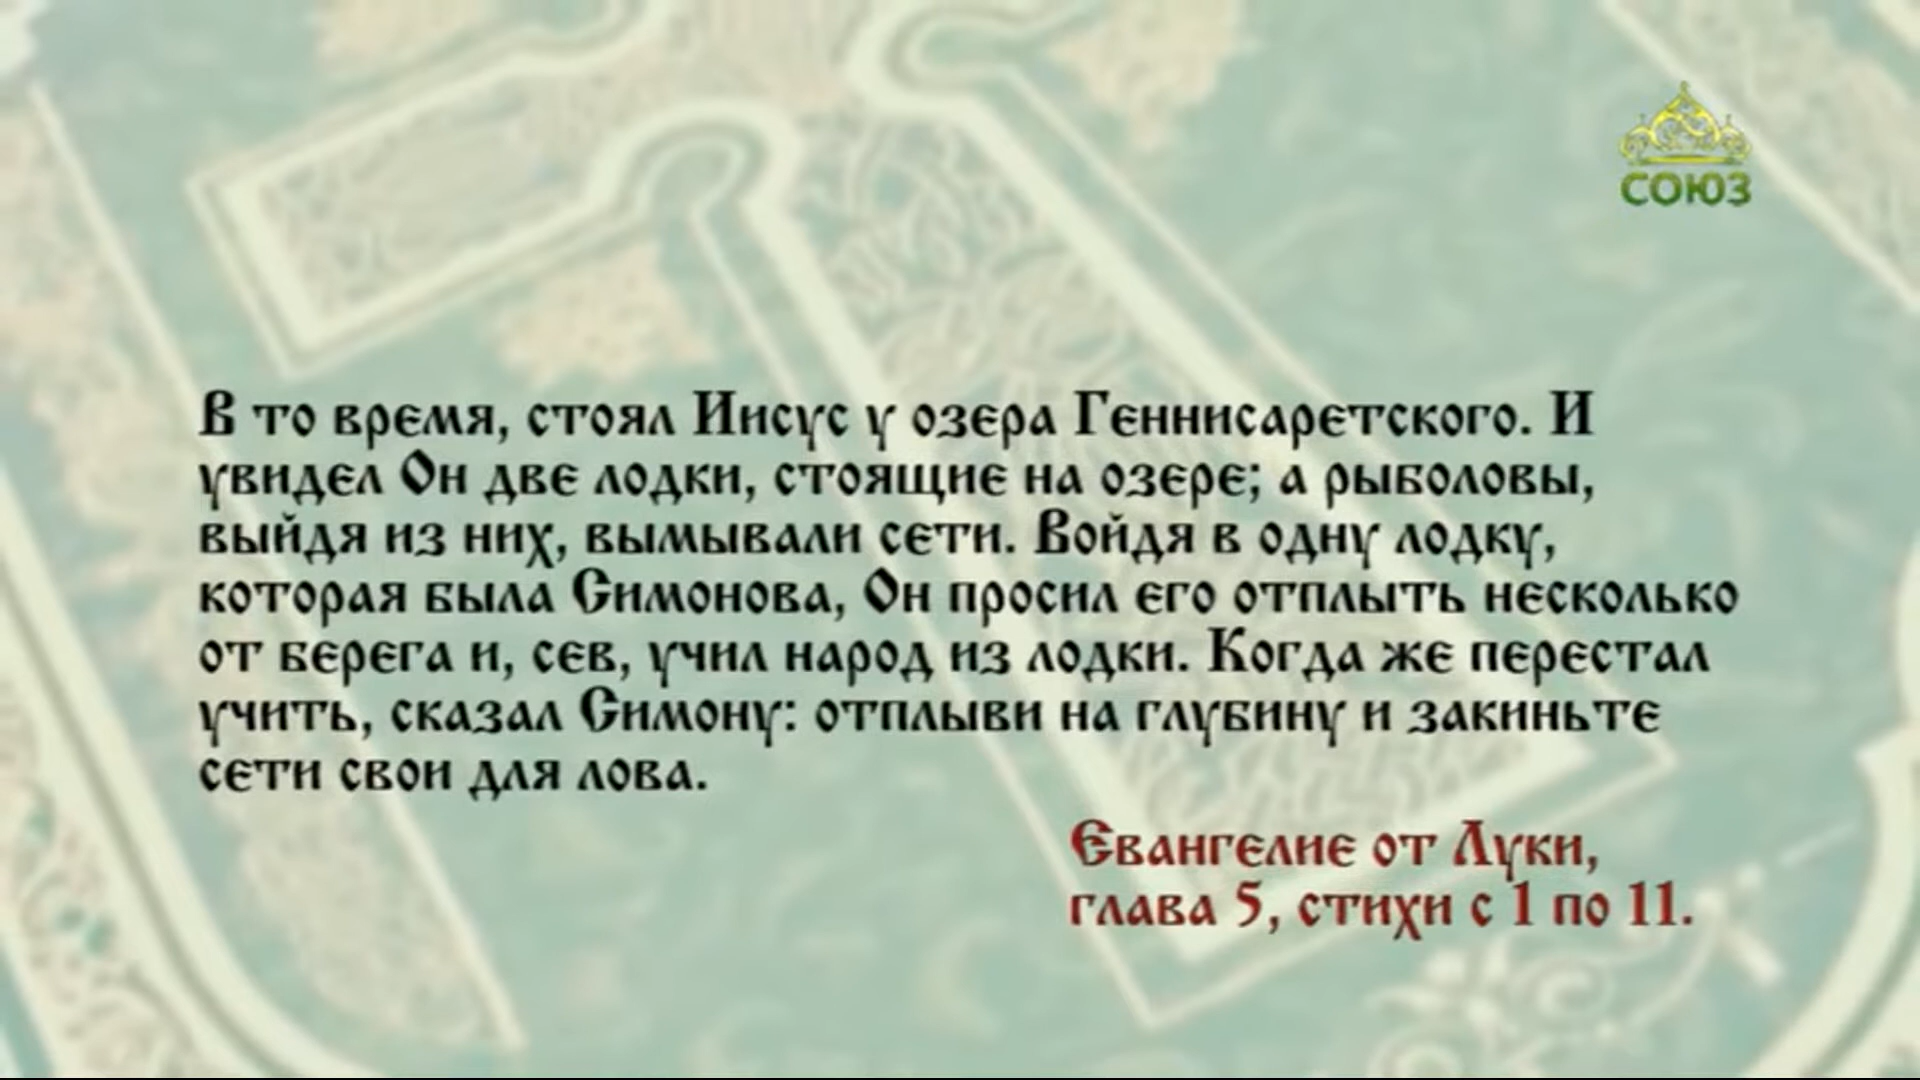 СОЮЗ
В то время, стоял Иисус у озера Геннисаретского. И
увидел Он две лодки, стоящие на озере; а рыболовы,
выйдя из них, вымывали сети. Войдя в одну лодку,
которая была Симонова, Он просил его отплыть несколько
от берега и, сев, учил народ из лодки. Когда же перестал
учить, сказал Симону: отплыви на глубину и закиньте
сети свои для лова.
Евангелие от Луки,
глава 5, стихи с 1 по 11.